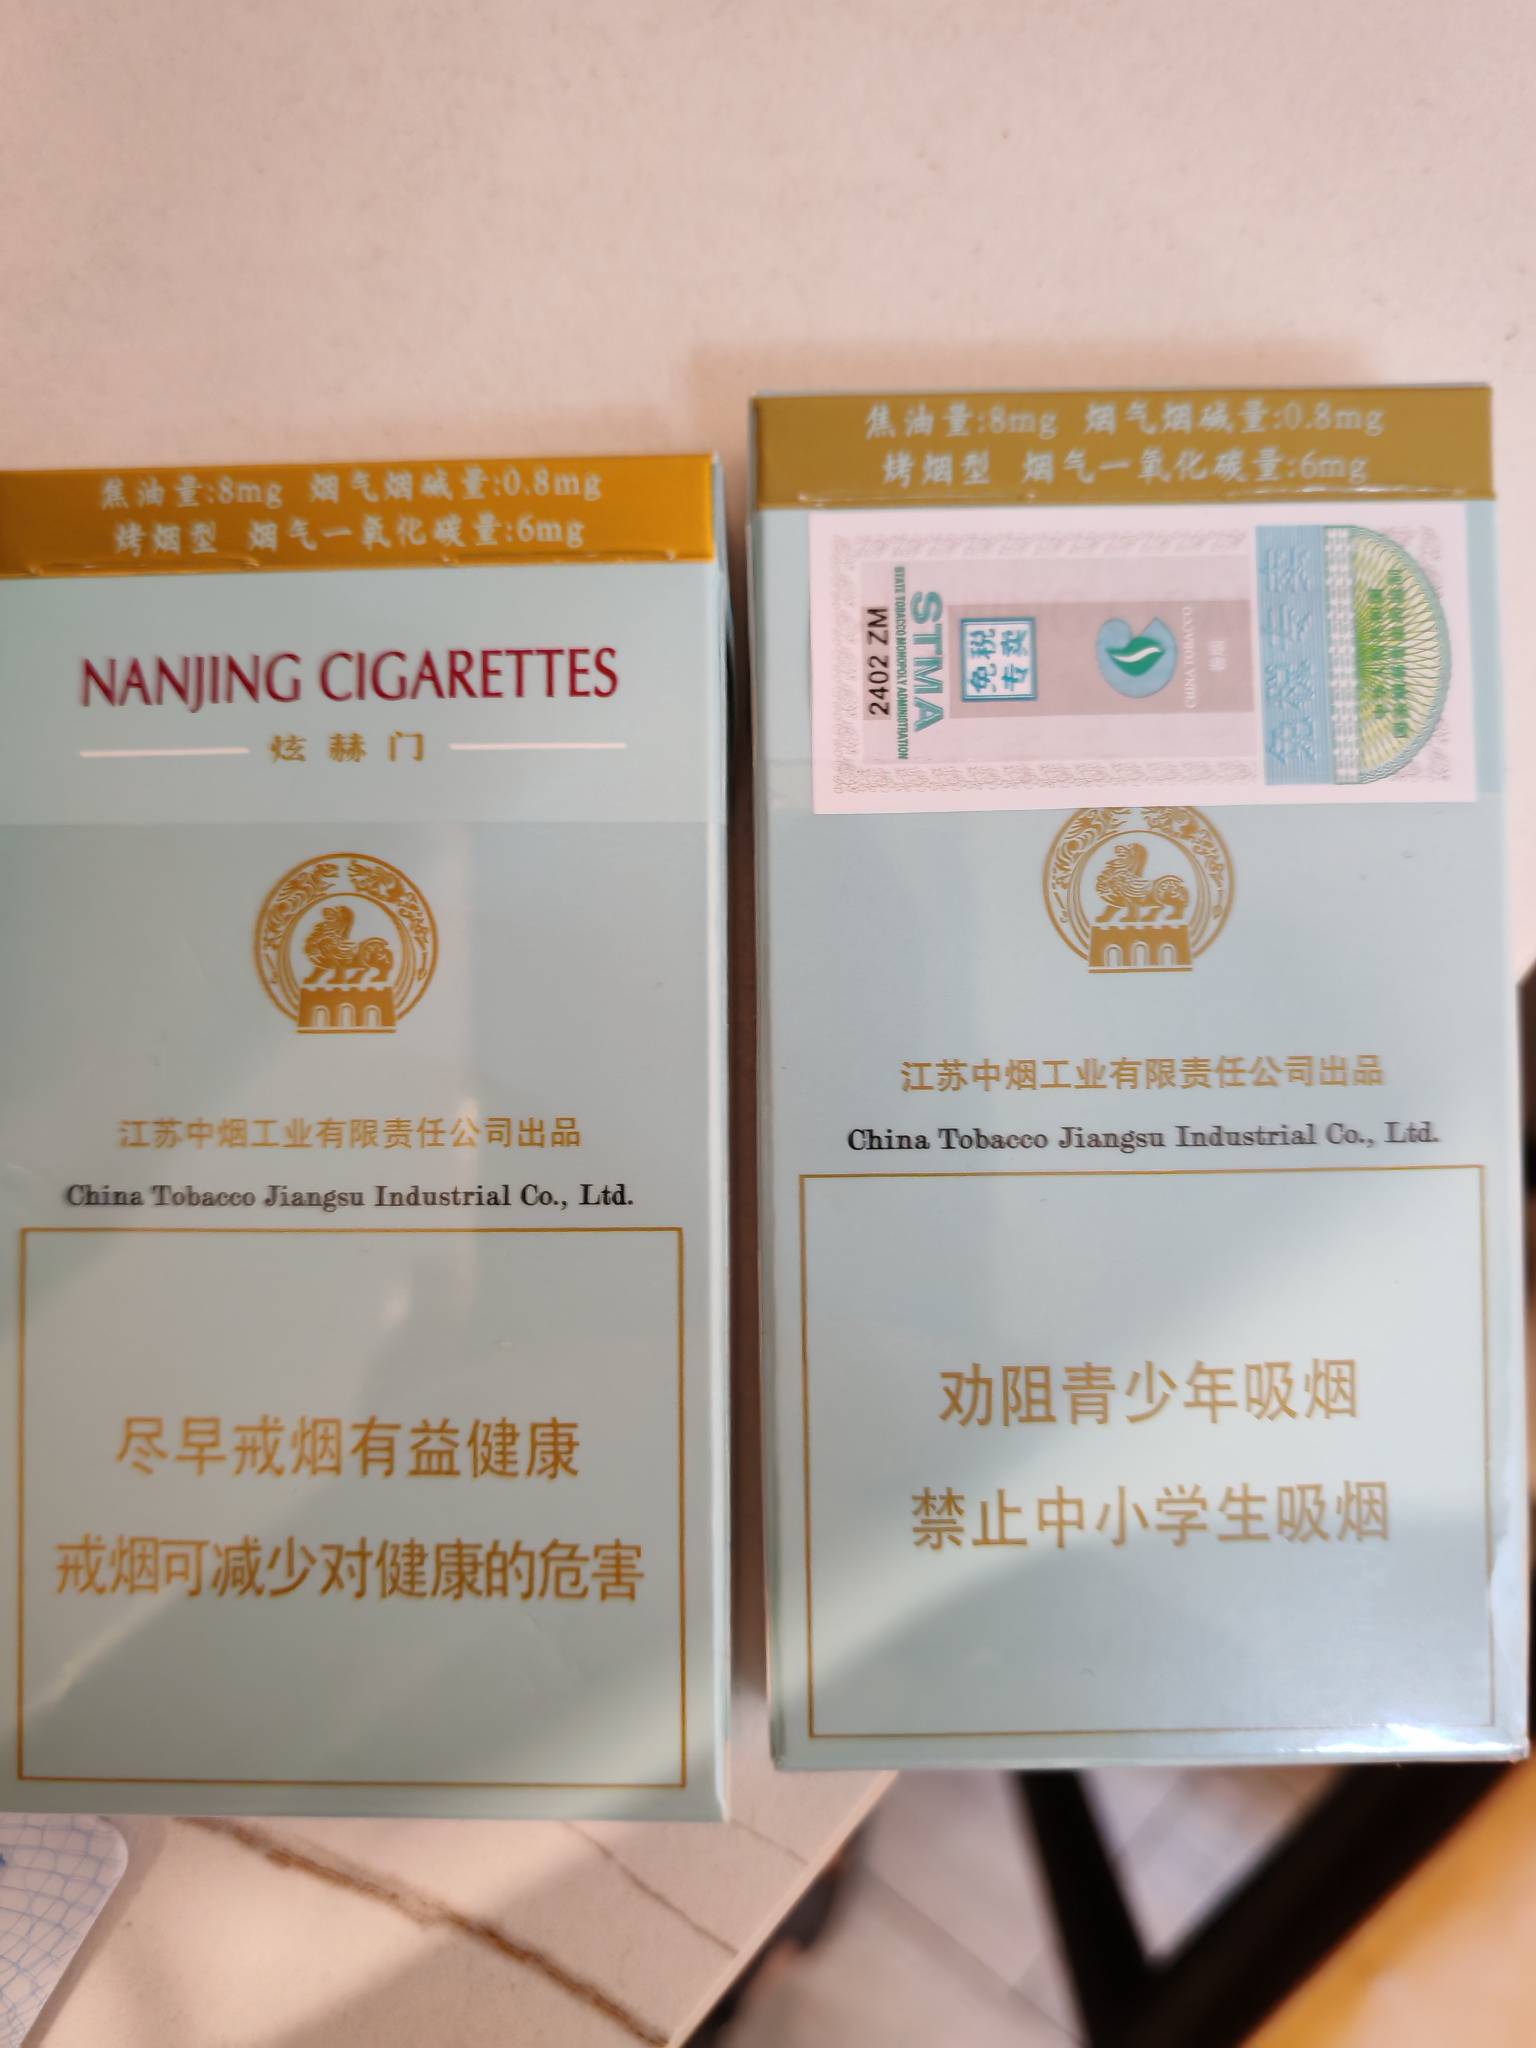 焦油量:8mg 烟气烟碱量:0.8mg
烤烟型 烟气一氧化碳量:6mg
NANJING CIGARETTES
炫赫门
江苏中烟工业有限责任公司出品
China Tobacco Jiangsu Industrial Co., Ltd.
尽早戒烟有益健康
戒烟可减少对健康的危害
焦油量:8mg 烟气烟碱量:0.8mg
烤烟型 烟气一氧化碳量:6mg
2402 ZM
STATE TOBACCO MONOPOLY ADMINISTRATION
STMA
免税
专卖
CHINA TOBACCO
免税专卖
江苏中烟工业有限责任公司出品
China Tobacco Jiangsu Industrial Co., Ltd.
劝阻青少年吸烟
禁止中小学生吸烟